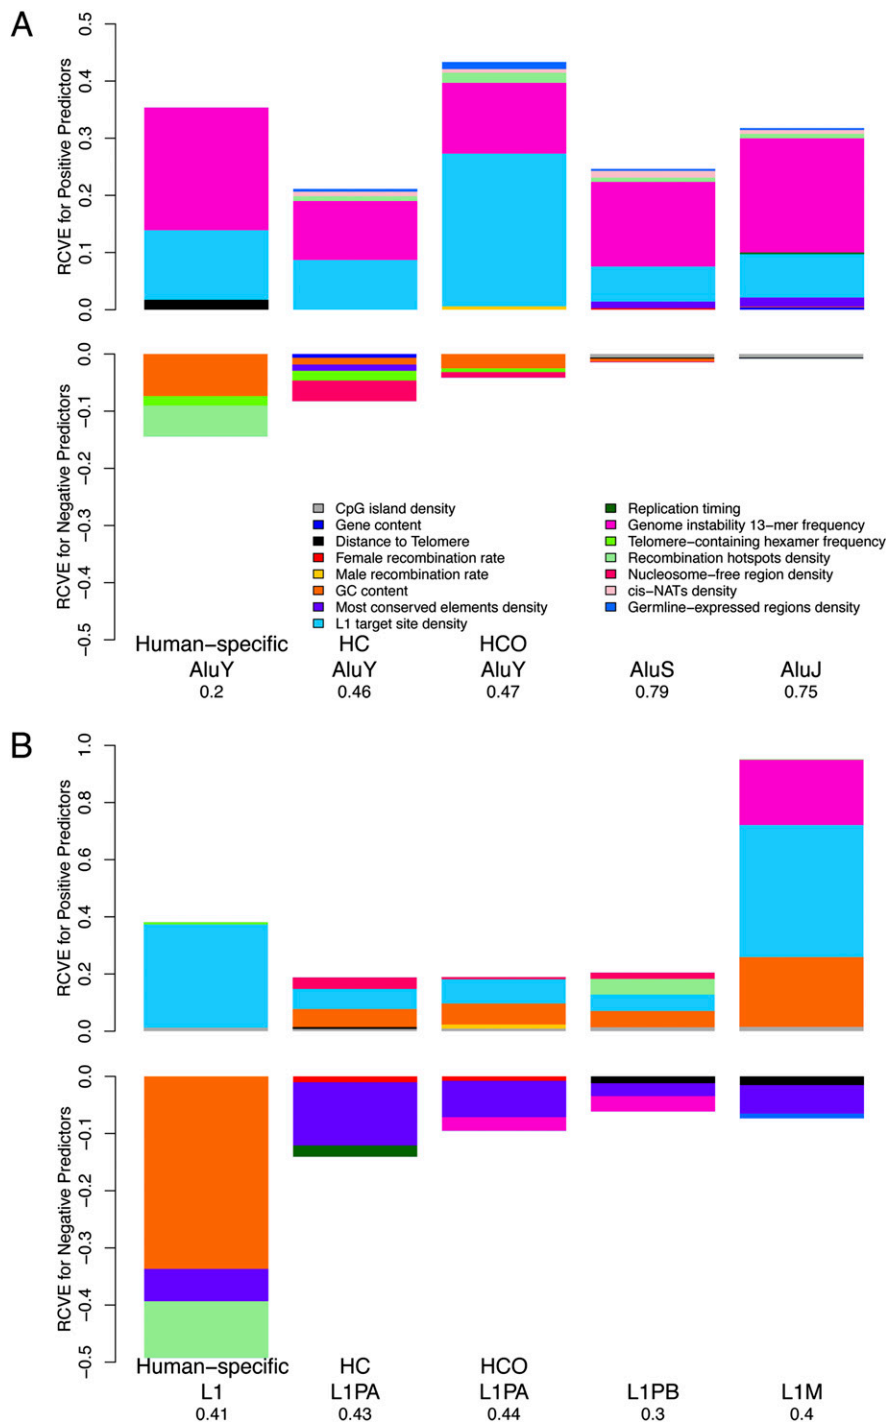 A
RCVE for Positive Predictors
0.5
0.4
0.3
0.2
0.1
0.0
RCVE for Negative Predictors
0.0
−0.1
−0.2
−0.3
−0.4
−0.5
CpG island density
Gene content
Distance to Telomere
Female recombination rate
Male recombination rate
GC content
Most conserved elements density
L1 target site density
Replication timing
Genome instability 13−mer frequency
Telomere−containing hexamer frequency
Recombination hotspots density
Nucleosome−free region density
cis−NATs density
Germline−expressed regions density
Human−specific HC HCO
AluY AluY AluY AluS AluJ
0.2 0.46 0.47 0.79 0.75
B
RCVE for Positive Predictors
1.0
0.8
0.6
0.4
0.2
0.0
RCVE for Negative Predictors
0.0
−0.1
−0.2
−0.3
−0.4
−0.5
Human−specific HC HCO
L1 L1PA L1PA L1PB L1M
0.41 0.43 0.44 0.3 0.4